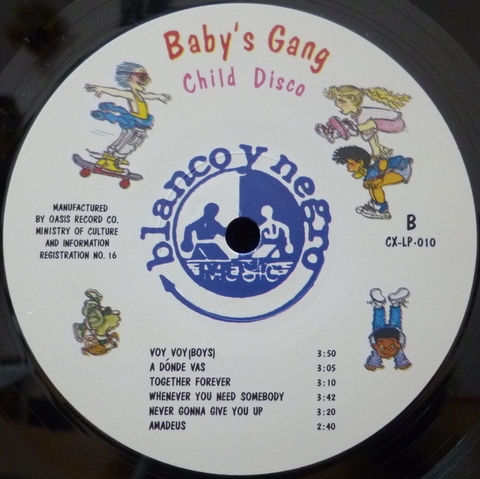 Baby's Gang
Child Disco
blanco y negro
MUSIC
MANUFACTURED
BY OASIS RECORD CO.
MINISTRY OF CULTURE
AND INFORMATION
REGISTRATION NO. 16
B
CX-LP-010
VOY VOY(BOYS) 3:50
A DÓNDE VAS 3:05
TOGETHER FOREVER 3:10
WHENEVER YOU NEED SOMEBODY 3:42
NEVER GONNA GIVE YOU UP 3:20
AMADEUS 2:40